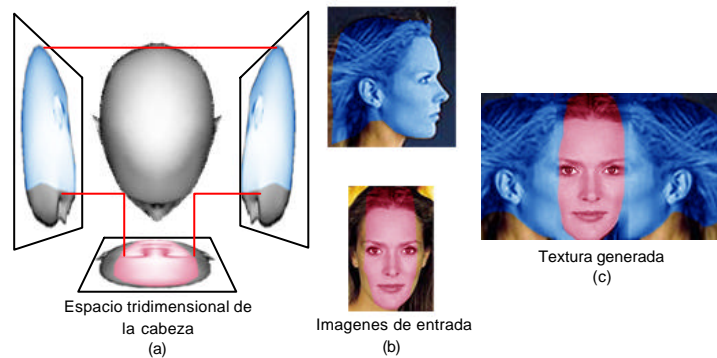 Espacio tridimensional de
la cabeza
(a)
Imagenes de entrada
(b)
Textura generada
(c)